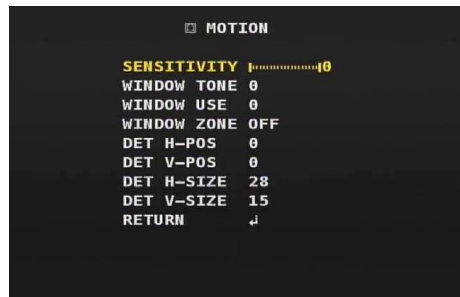 MOTION
SENSITIVITY 0
WINDOW TONE 0
WINDOW USE 0
WINDOW ZONE OFF
DET H-POS 0
DET V-POS 0
DET H-SIZE 28
DET V-SIZE 15
RETURN ↲